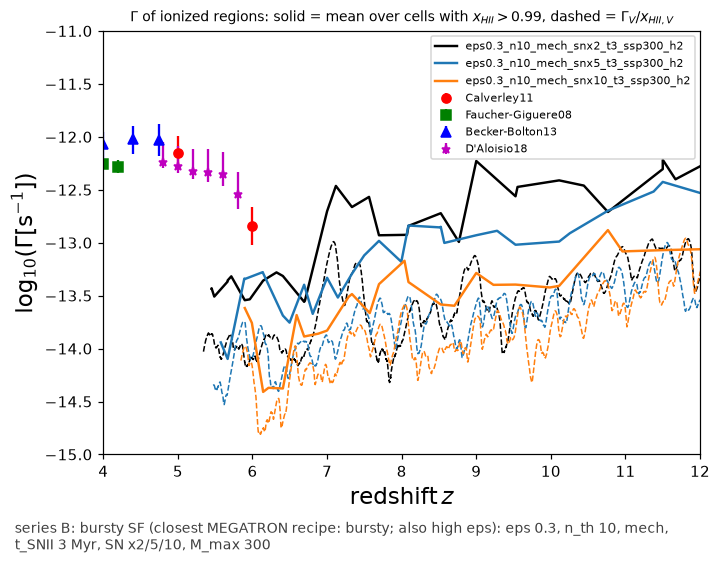 Γ of ionized regions: solid = mean over cells with x_HII > 0.99, dashed = Γ_V/x_HII,V
−11.0
−11.5
−12.0
−12.5
−13.0
−13.5
−14.0
−14.5
−15.0
log₁₀(Γ[s⁻¹])
eps0.3_n10_mech_snx2_t3_ssp300_h2
eps0.3_n10_mech_snx5_t3_ssp300_h2
eps0.3_n10_mech_snx10_t3_ssp300_h2
Calverley11
Faucher-Giguere08
Becker-Bolton13
D'Aloisio18
4 5 6 7 8 9 10 11 12
redshift z
series B: bursty SF (closest MEGATRON recipe: bursty; also high eps): eps 0.3, n_th 10, mech,
t_SNII 3 Myr, SN x2/5/10, M_max 300